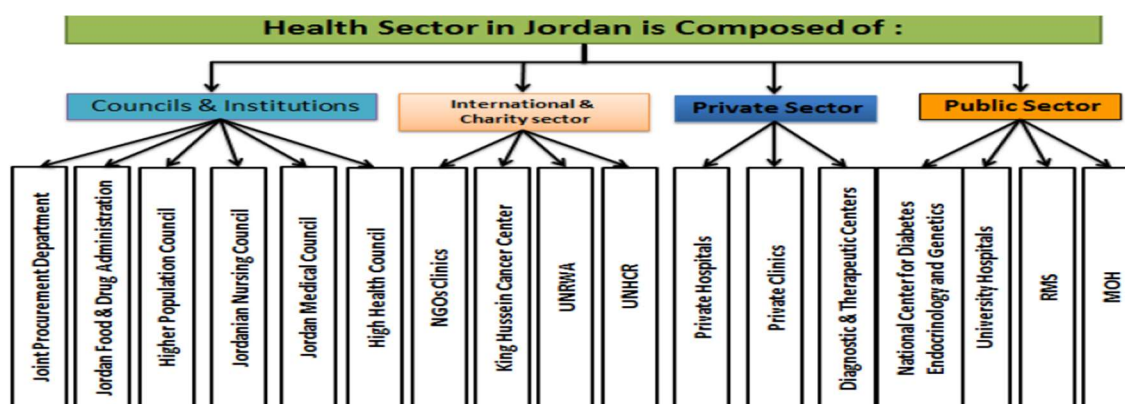 Health Sector in Jordan is Composed of :
Councils & Institutions
International &
Charity sector
Private Sector
Public Sector
Joint Procurement Department
Jordan Food & Drug Administration
Higher Population Council
Jordanian Nursing Council
Jordan Medical Council
High Health Council
NGOs Clinics
King Hussein Cancer Center
UNRWA
UNHCR
Private Hospitals
Private Clinics
Diagnostic & Therapeutic Centers
National Center for Diabetes
Endocrinology and Genetics
University Hospitals
RMS
MOH